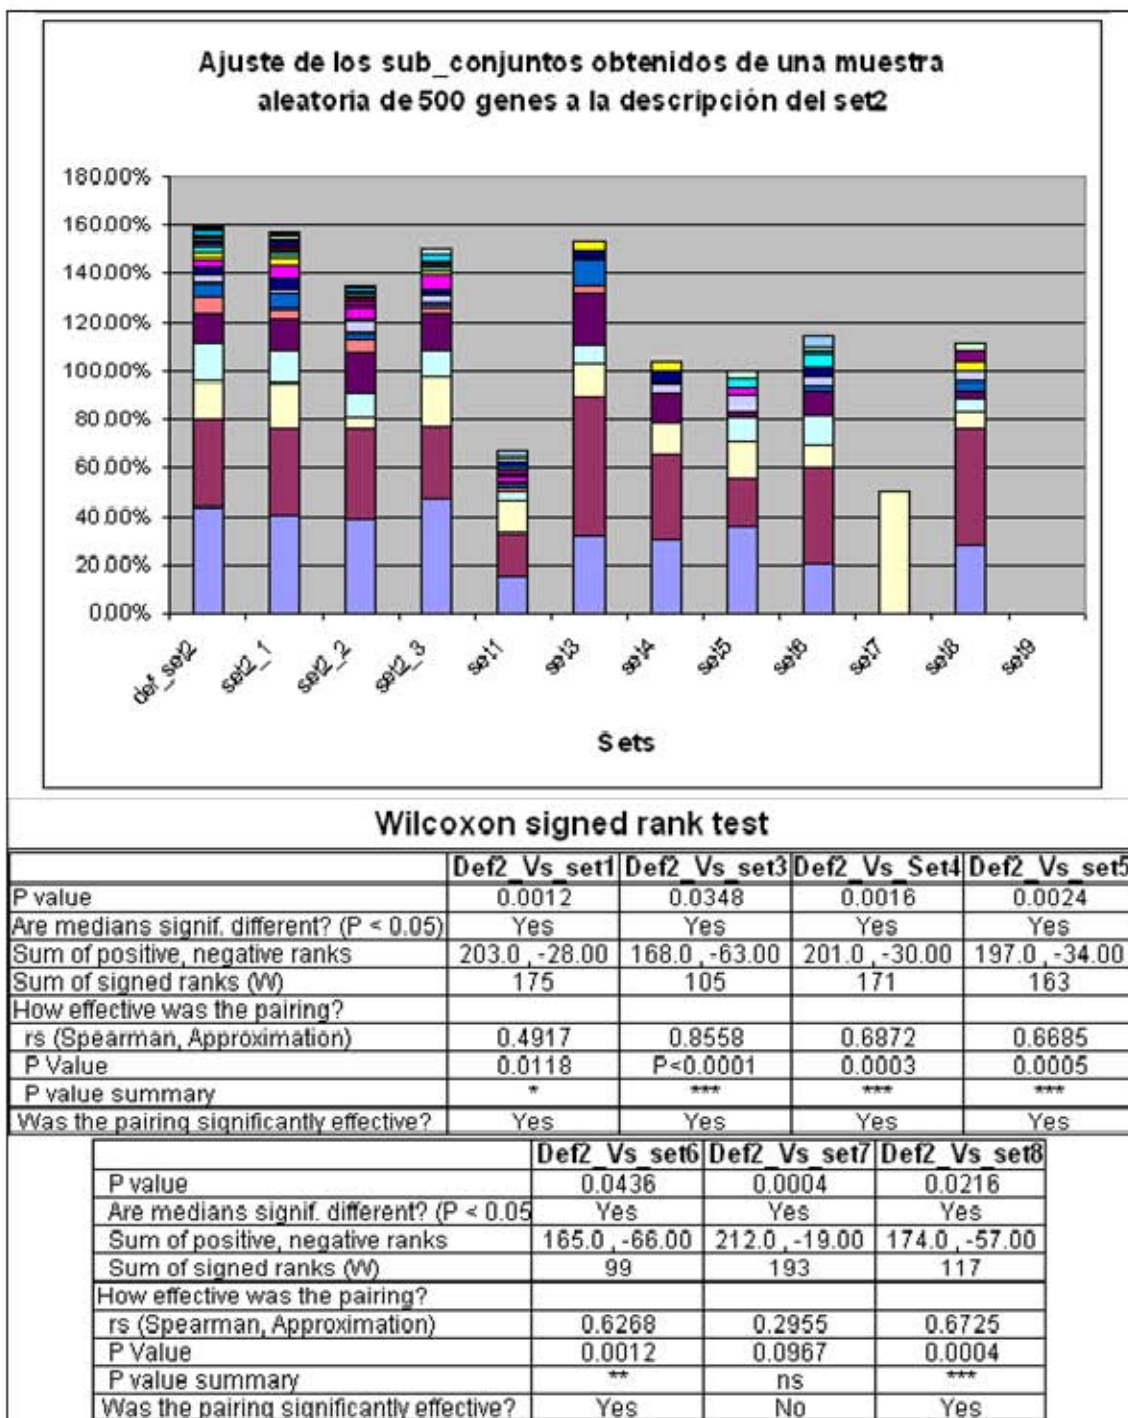 Ajuste de los sub_conjuntos obtenidos de una muestra
aleatoria de 500 genes a la descripción del set2
180.00%
160.00%
140.00%
120.00%
100.00%
80.00%
60.00%
40.00%
20.00%
0.00%
def_set2
set2_1
set2_2
set2_3
set1
set3
set4
set5
set6
set7
set8
set9
Sets
Wilcoxon signed rank test
Def2_Vs_set1 Def2_Vs_set3 Def2_Vs_Set4 Def2_Vs_set5
P value 0.0012 0.0348 0.0016 0.0024
Are medians signif. different? (P < 0.05) Yes Yes Yes Yes
Sum of positive, negative ranks 203.0 , -28.00 168.0 , -63.00 201.0 , -30.00 197.0 , -34.00
Sum of signed ranks (W) 175 105 171 163
How effective was the pairing?
rs (Spearman, Approximation) 0.4917 0.8558 0.6872 0.6685
P Value 0.0118 P<0.0001 0.0003 0.0005
P value summary * *** *** ***
Was the pairing significantly effective? Yes Yes Yes Yes
Def2_Vs_set6 Def2_Vs_set7 Def2_Vs_set8
P value 0.0436 0.0004 0.0216
Are medians signif. different? (P < 0.05 Yes Yes Yes
Sum of positive, negative ranks 165.0 , -66.00 212.0 , -19.00 174.0 , -57.00
Sum of signed ranks (W) 99 193 117
How effective was the pairing?
rs (Spearman, Approximation) 0.6268 0.2955 0.6725
P Value 0.0012 0.0967 0.0004
P value summary ** ns ***
Was the pairing significantly effective? Yes No Yes